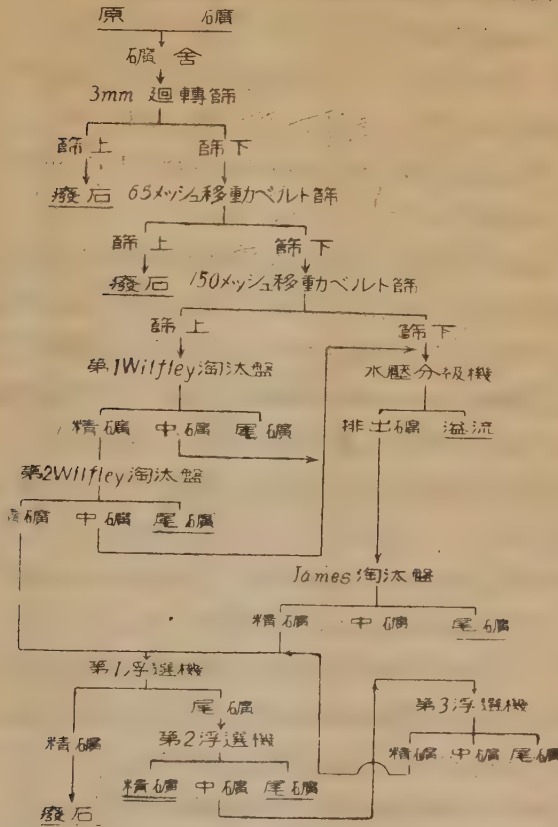 原 礦
礦 舍
3mm 廻轉篩
篩上 篩下
廢石 65メッシュ移動ベルト篩
篩上 篩下
廢石 150メッシュ移動ベルト篩
篩上 篩下
第1Wilfley淘汰盤 水壓分級機
精礦 中礦 尾礦 排出礦 溢流
第2Wilfley淘汰盤
礦 中礦 尾礦
James淘汰盤
精礦 中礦 尾礦
第1浮選機
尾礦 第3浮選機
精礦 第2浮選機 精礦 中礦 尾礦
精礦 中礦 尾礦
廢石